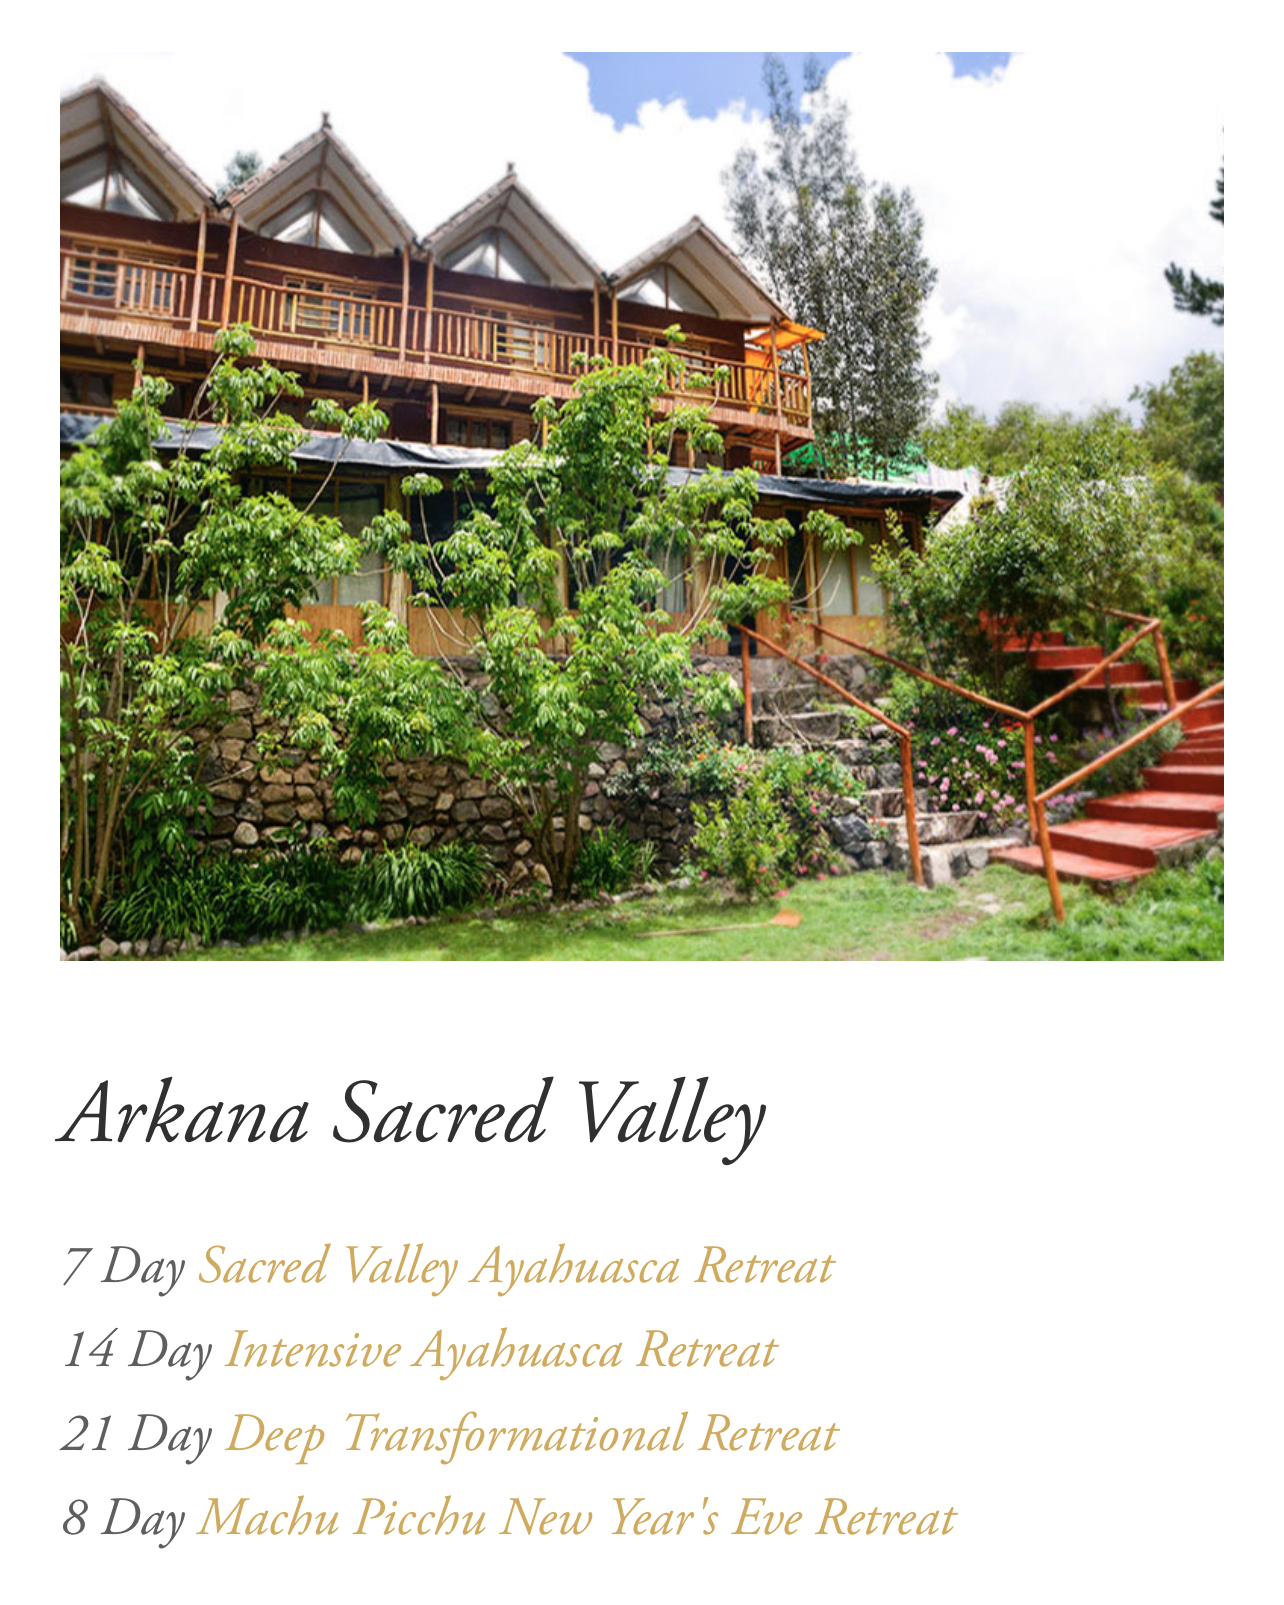 Arkana Sacred Valley
7 Day Sacred Valley Ayahuasca Retreat
14 Day Intensive Ayahuasca Retreat
21 Day Deep Transformational Retreat
8 Day Machu Picchu New Year's Eve Retreat